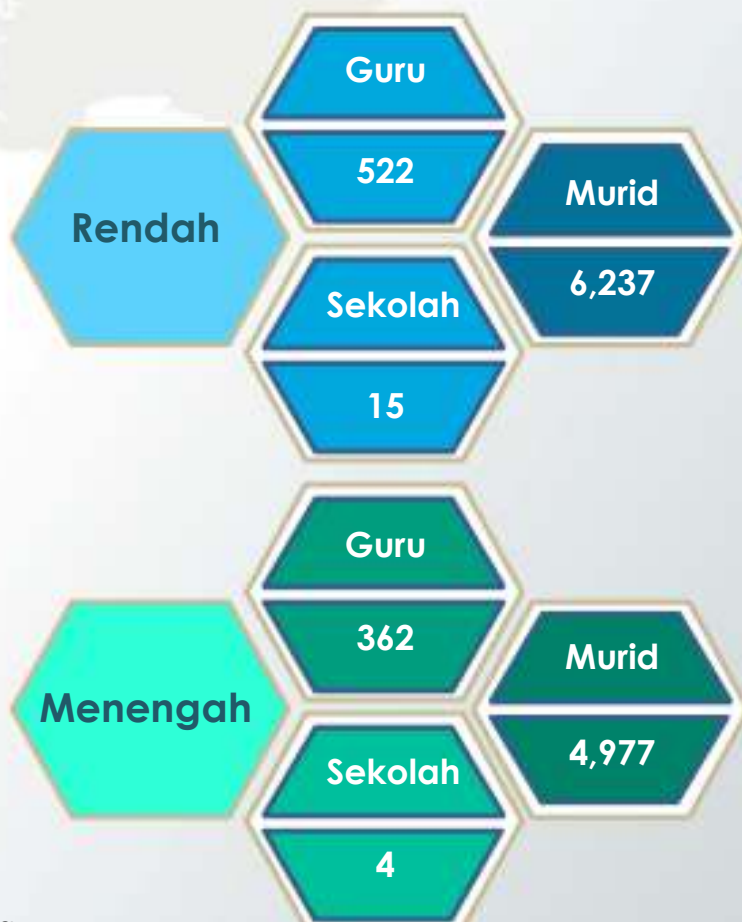 Rendah
Guru
522
Murid
6,237
Sekolah
15
Menengah
Guru
362
Murid
4,977
Sekolah
4